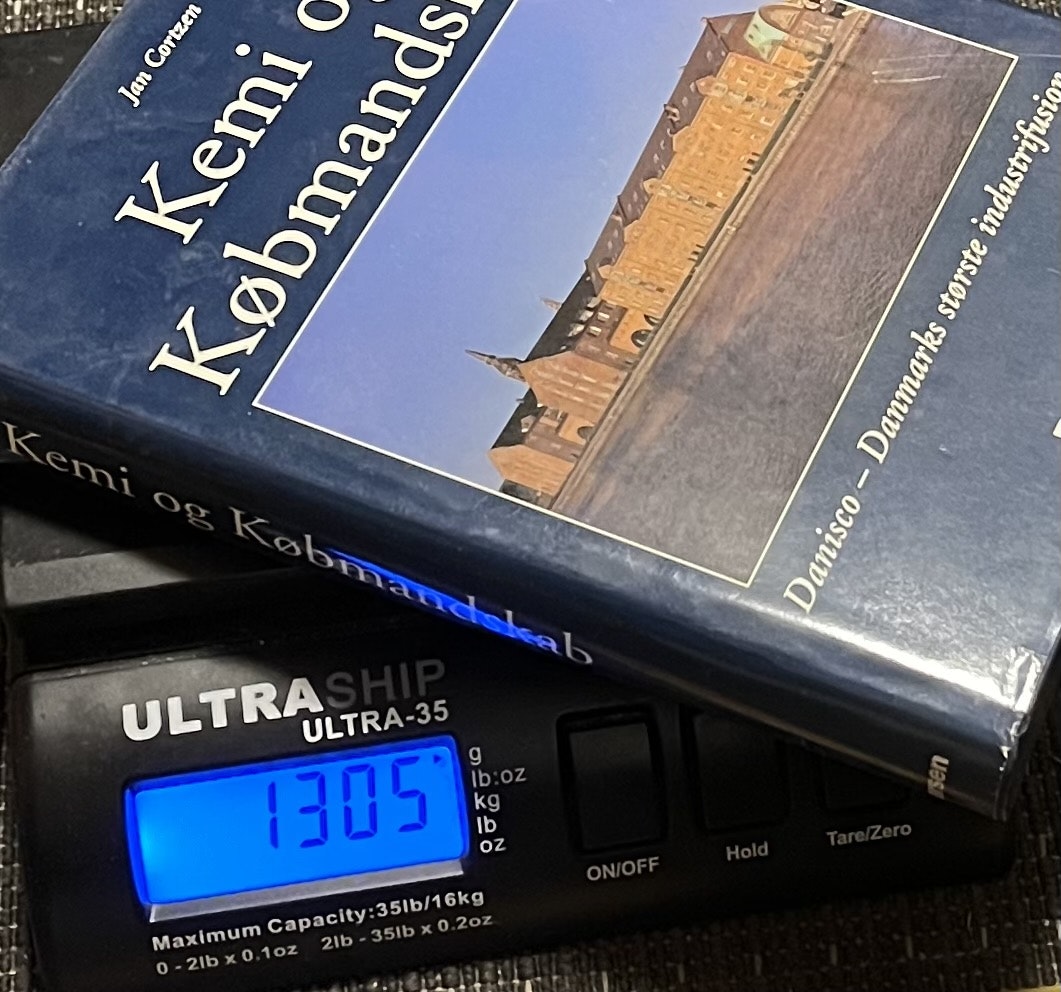 Jan Cortzen
Kemi
Købmands
Danisco – Danmarks største industrifusion
Kemi og Købmandskab
ULTRASHIP
ULTRA-35
1305
g
lb:oz
kg
lb
oz
ON/OFF
Hold
Tare/Zero
Maximum Capacity:35lb/16kg
0 - 2lb x 0.1oz 2lb - 35lb x 0.2oz